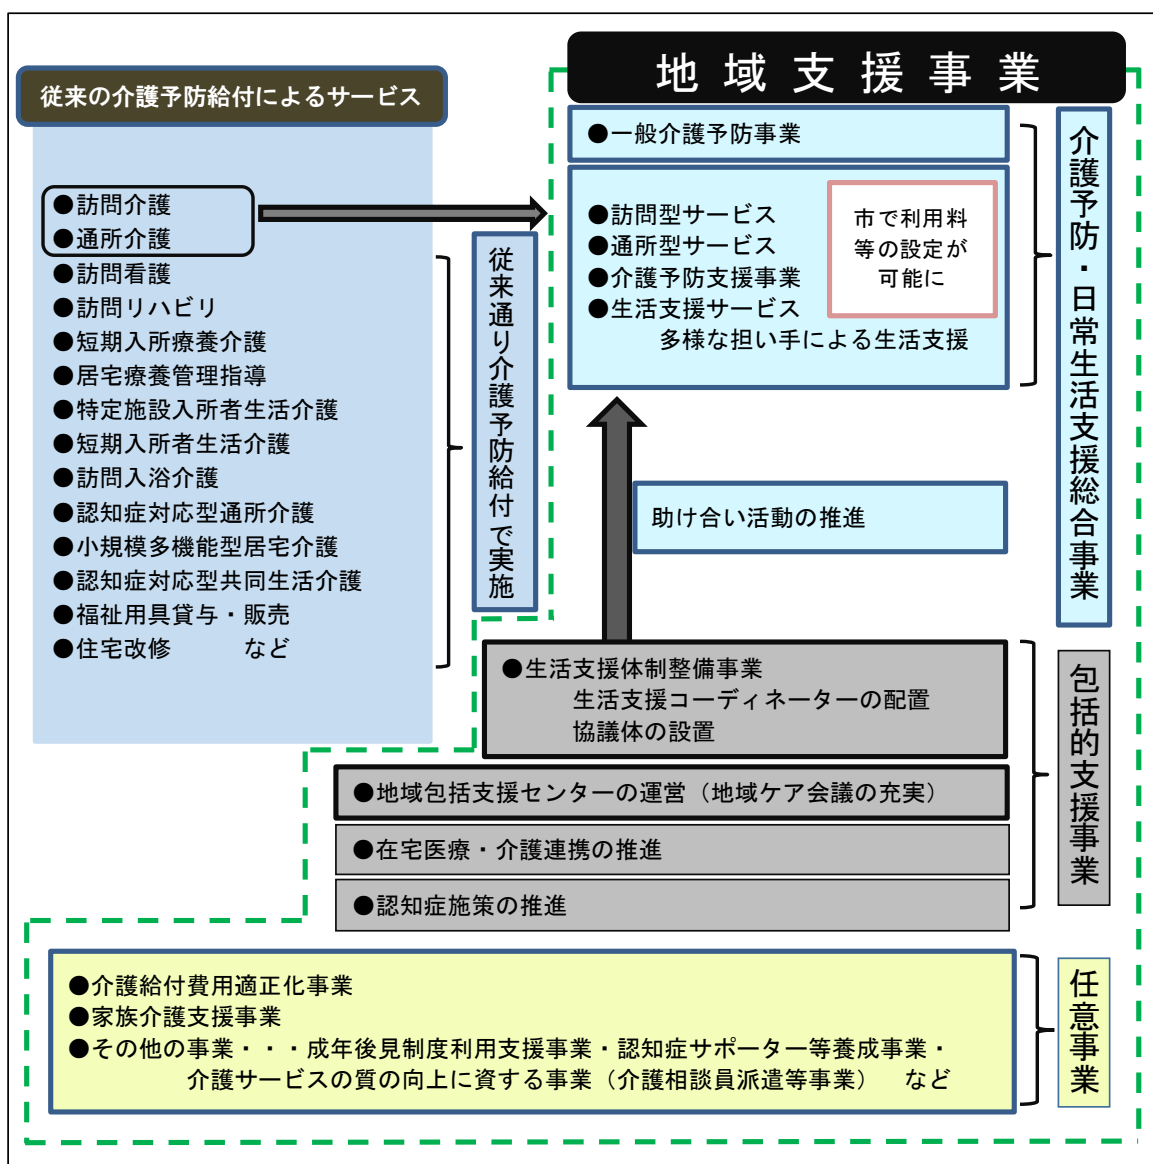 地域支援事業
従来の介護予防給付によるサービス
●訪問介護
●通所介護
●訪問看護
●訪問リハビリ
●短期入所療養介護
●居宅療養管理指導
●特定施設入所者生活介護
●短期入所者生活介護
●訪問入浴介護
●認知症対応型通所介護
●小規模多機能型居宅介護
●認知症対応型共同生活介護
●福祉用具貸与・販売
●住宅改修　　　など
従来通り介護予防給付で実施
●一般介護予防事業
●訪問型サービス
●通所型サービス
●介護予防支援事業
●生活支援サービス
多様な担い手による生活支援
市で利用料
等の設定が
可能に
介護予防・日常生活支援総合事業
助け合い活動の推進
●生活支援体制整備事業
生活支援コーディネーターの配置
協議体の設置
●地域包括支援センターの運営（地域ケア会議の充実）
●在宅医療・介護連携の推進
●認知症施策の推進
包括的支援事業
●介護給付費用適正化事業
●家族介護支援事業
●その他の事業・・・成年後見制度利用支援事業・認知症サポーター等養成事業・
介護サービスの質の向上に資する事業（介護相談員派遣等事業）　など
任意事業